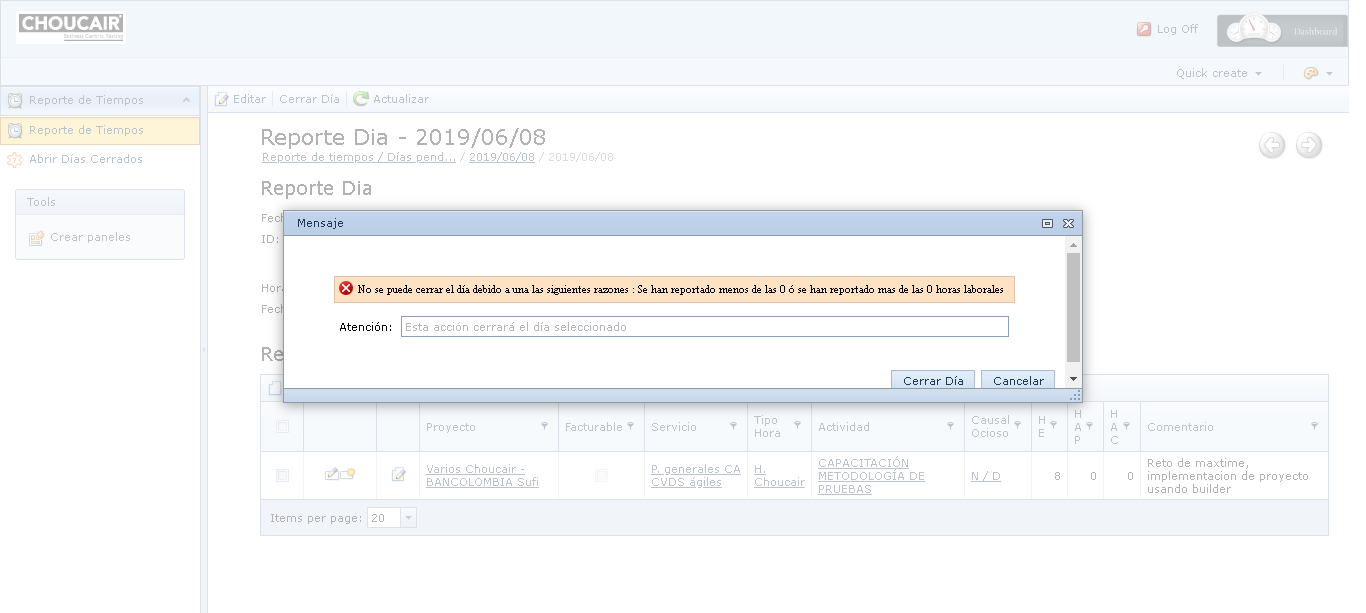 CHOUCAIR
Business Centric Testing
Log Off
Dashboard
Quick create
Reporte de Tiempos
Editar
Cerrar Día
Actualizar
Reporte de Tiempos
Abrir Días Cerrados
Tools
Crear paneles
Reporte Dia - 2019/06/08
Reporte de tiempos / Días pend... / 2019/06/08 / 2019/06/08
Reporte Dia
Fech
ID:
Hora
Fech
Re
Mensaje
No se puede cerrar el día debido a una las siguientes razones : Se han reportado menos de las 0 ó se han reportado mas de las 0 horas laborales
Atención:
Esta acción cerrará el día seleccionado
Cerrar Día
Cancelar
Proyecto
Facturable
Servicio
Tipo
Hora
Actividad
Causal
Ocioso
H
E
H
A
P
H
A
C
Comentario
Varios Choucair -
BANCOLOMBIA Sufi
P. generales CA
CVDS ágiles
H.
Choucair
CAPACITACIÓN
METODOLOGÍA DE
PRUEBAS
N / D
8
0
0
Reto de maxtime,
implementacion de proyecto
usando builder
Items per page: 20